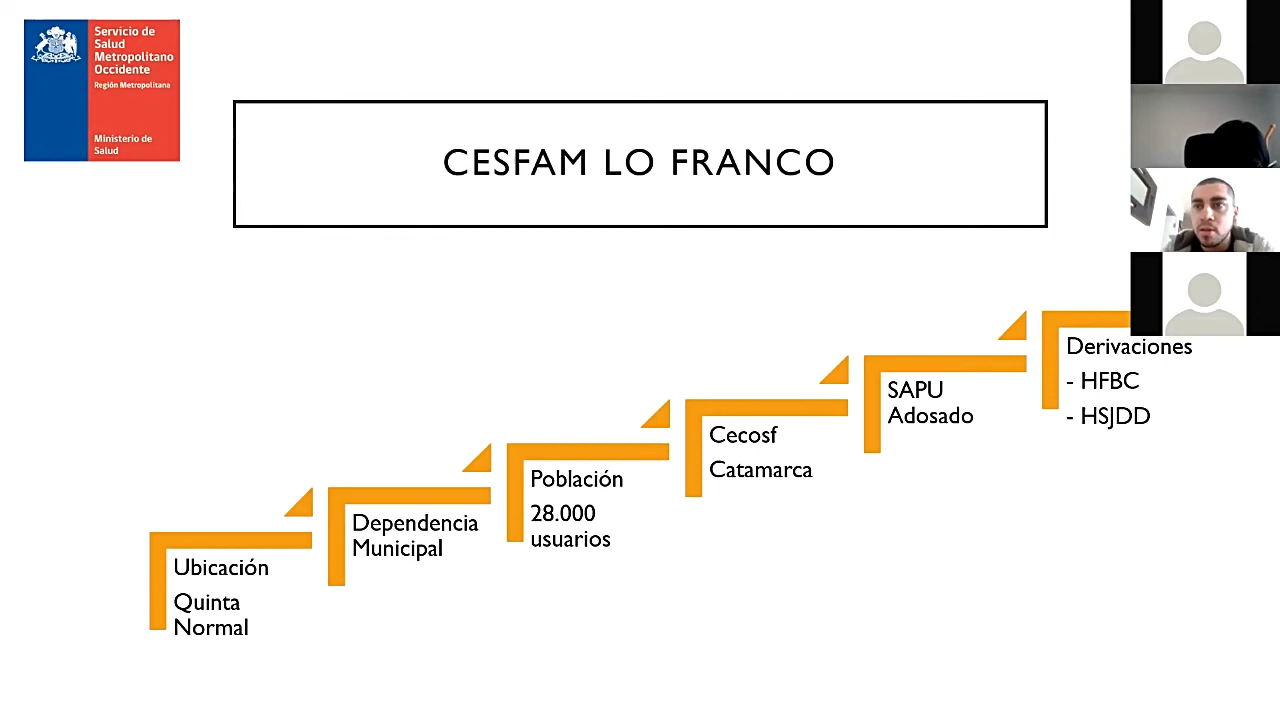 Servicio de
Salud
Metropolitano
Occidente
Región Metropolitana
Ministerio de
Salud
CESFAM LO FRANCO
Ubicación
Quinta
Normal
Dependencia
Municipal
Población
28.000
usuarios
Cecosf
Catamarca
SAPU
Adosado
Derivaciones
- HFBC
- HSJDD